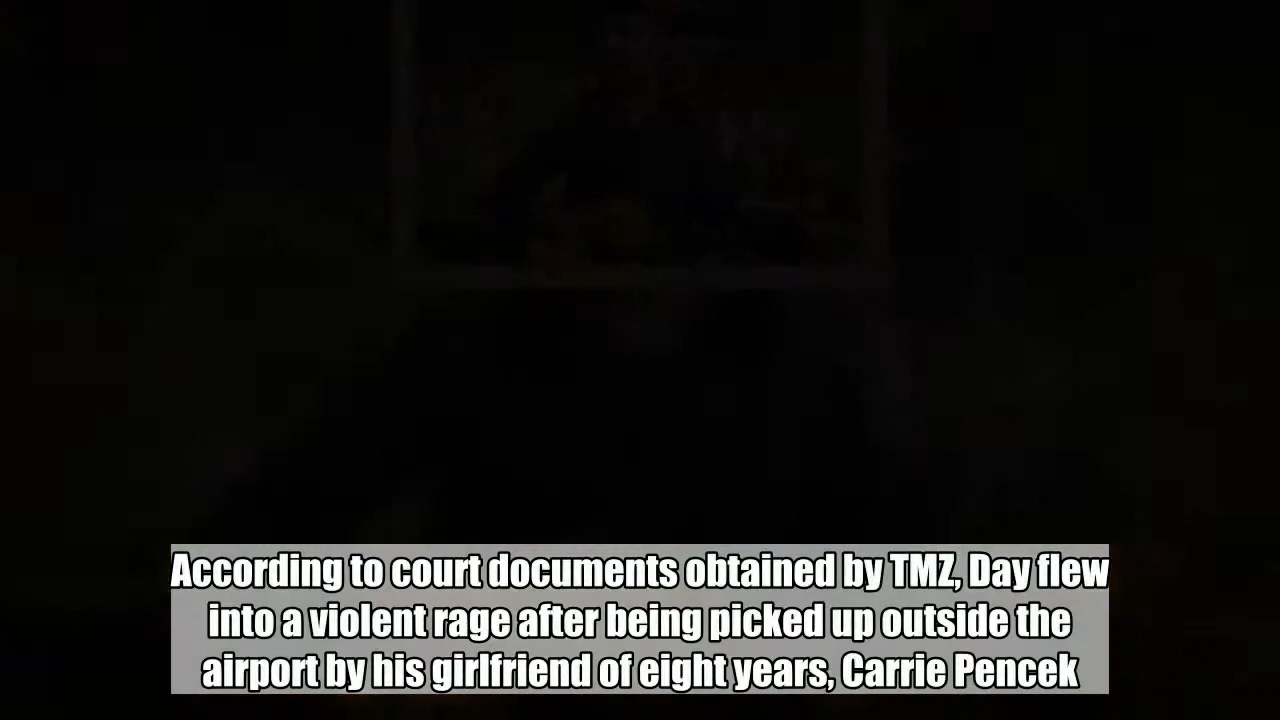 According to court documents obtained by TMZ, Day flew
into a violent rage after being picked up outside the
airport by his girlfriend of eight years, Carrie Pencek